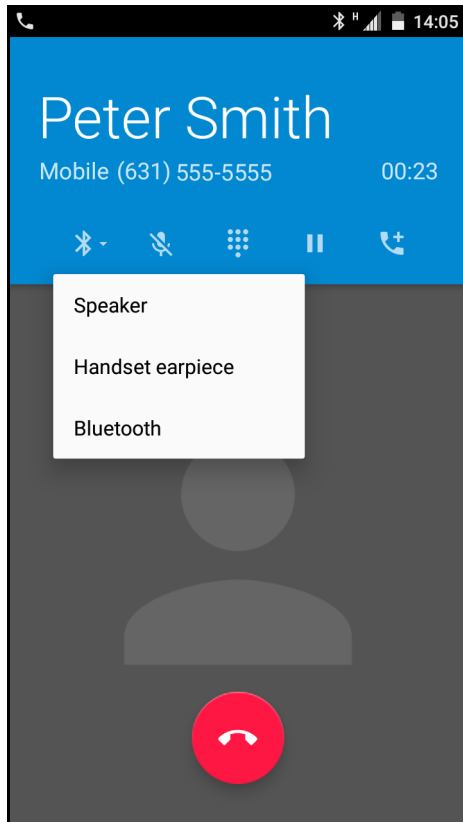 H 14:05
Peter Smith
Mobile (631) 555-5555 00:23
Speaker
Handset earpiece
Bluetooth